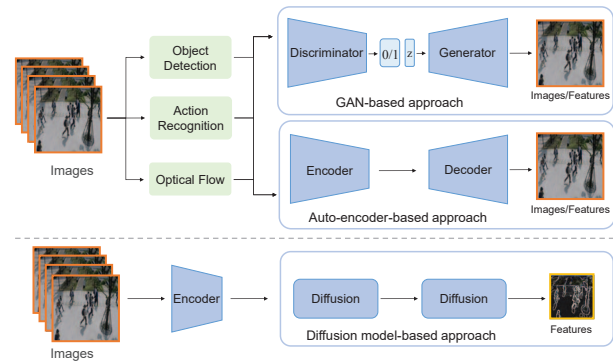 Object
Detection
Action
Recognition
Optical Flow
Images
Discriminator
0/1
z
Generator
Images/Features
GAN-based approach
Encoder
Decoder
Images/Features
Auto-encoder-based approach
Images
Encoder
Diffusion
Diffusion
Features
Diffusion model-based approach